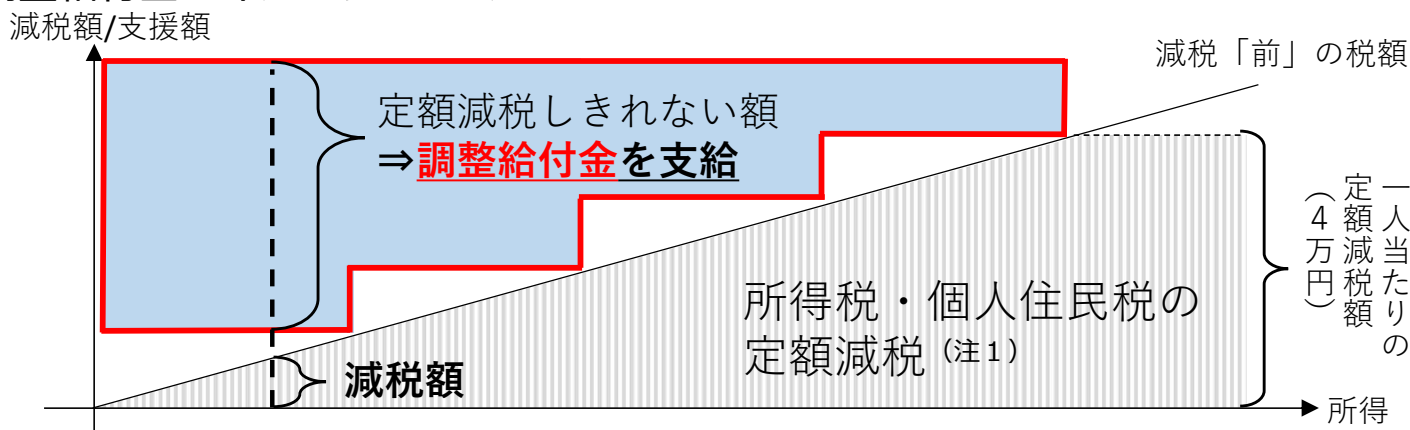 減税額/支援額
減税「前」の税額
定額減税しきれない額
⇒調整給付金を支給
一人当たりの
定額減税額
(4万円)
所得税・個人住民税の
定額減税(注1)
減税額
所得